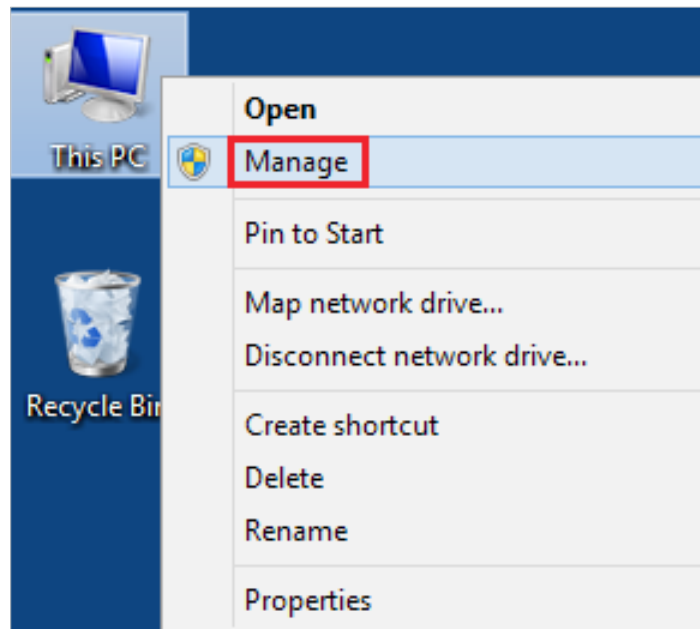 This PC
Open
Manage
Pin to Start
Map network drive...
Disconnect network drive...
Create shortcut
Delete
Rename
Properties
Recycle Bin